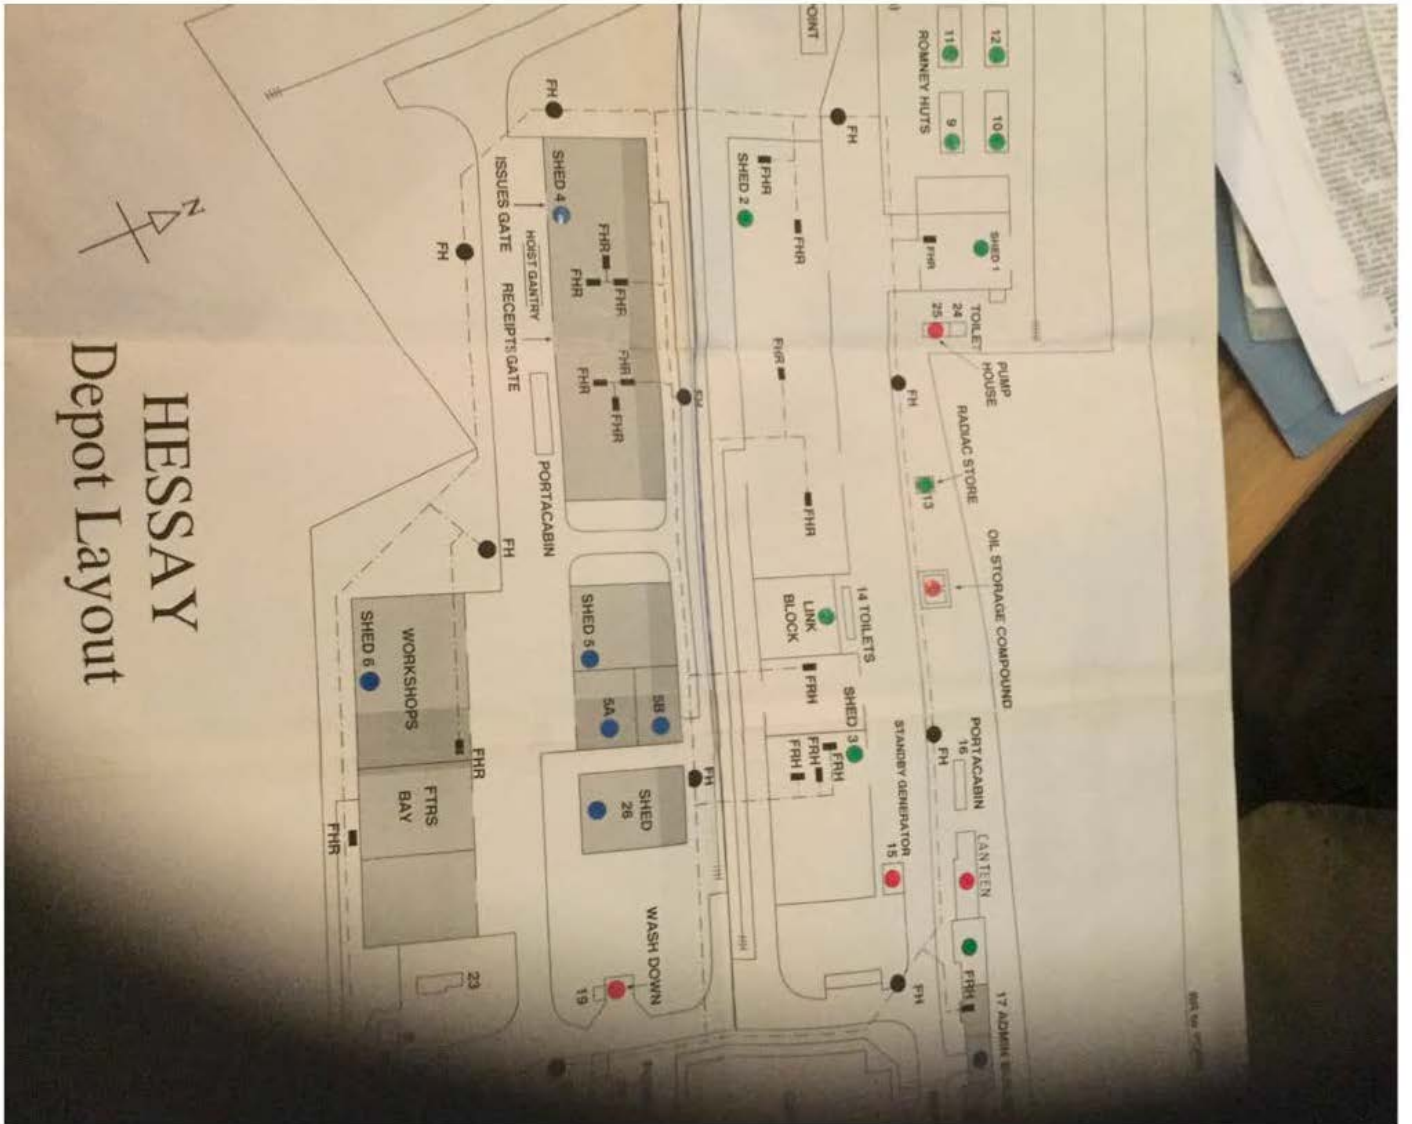 HESSAY
Depot Layout
N
12
11
10
9
ROMNEY HUTS
SHED 1
FHR
TOILET
24
25
PUMP
HOUSE
FH
RADIAC STORE
13
OIL STORAGE COMPOUND
FH
PORTACABIN
16
CANTEEN
FRH
17 ADMIN
FH
FH
SHED 2
FHR
FHR
FHR
FHR
LINK
BLOCK
14 TOILETS
FRH
SHED 3
FRH
FRH
FRH
STANDBY GENERATOR
15
FH
SHED 4
FHR
FHR
FHR
FHR
FHR
FHR
FH
ISSUES GATE
HOIST GANTRY
RECEIPTS GATE
PORTACABIN
FH
FH
SHED 5
5A
5B
SHED
26
FH
WASH DOWN
19
SHED 6
WORKSHOPS
FHR
FTRS
BAY
FHR
23